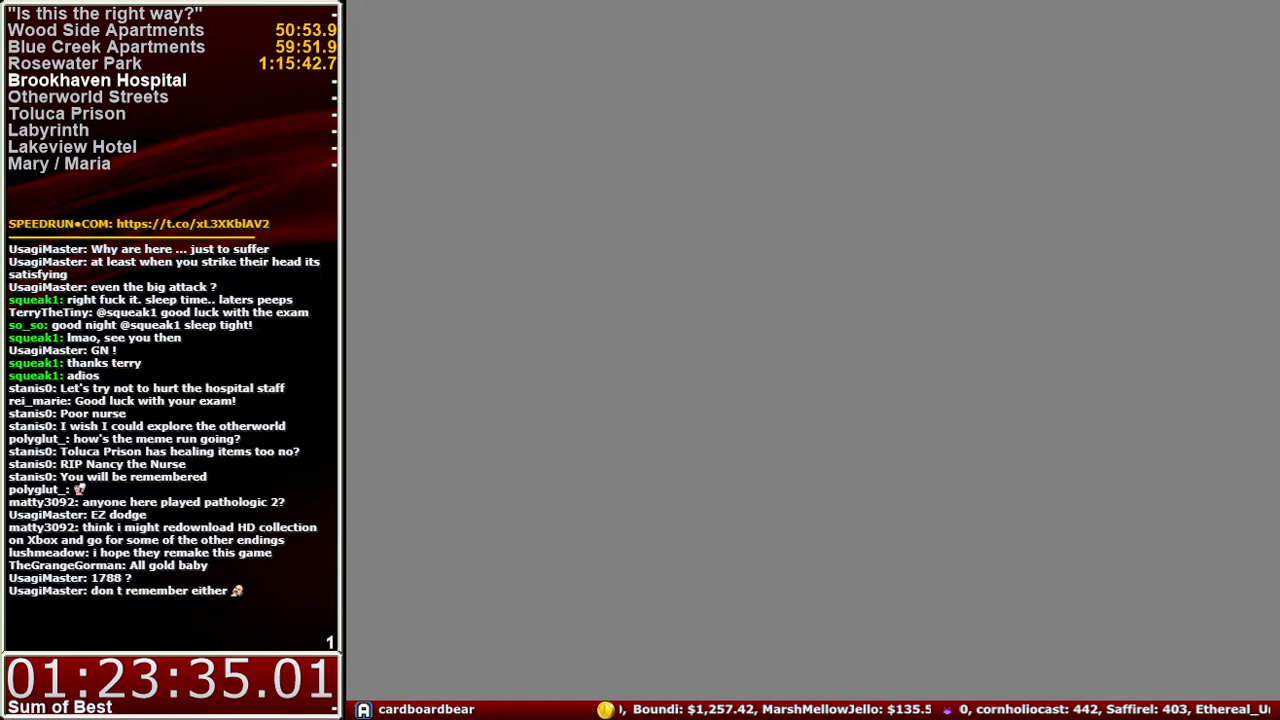 "Is this the right way?" -
Wood Side Apartments 50:53.9
Blue Creek Apartments 59:51.9
Rosewater Park 1:15:42.7
Brookhaven Hospital -
Otherworld Streets -
Toluca Prison -
Labyrinth -
Lakeview Hotel -
Mary / Maria -
SPEEDRUN●COM: https://t.co/xL3XKblAV2
UsagiMaster: Why are here ... just to suffer
UsagiMaster: at least when you strike their head its
satisfying
UsagiMaster: even the big attack ?
squeak1: right fuck it. sleep time.. laters peeps
TerryTheTiny: @squeak1 good luck with the exam
so_so: good night @squeak1 sleep tight!
squeak1: lmao, see you then
UsagiMaster: GN !
squeak1: thanks terry
squeak1: adios
stanis0: Let's try not to hurt the hospital staff
rei_marie: Good luck with your exam!
stanis0: Poor nurse
stanis0: I wish I could explore the otherworld
polyglut_: how's the meme run going?
stanis0: Toluca Prison has healing items too no?
stanis0: RIP Nancy the Nurse
stanis0: You will be remembered
polyglut_:
matty3092: anyone here played pathologic 2?
UsagiMaster: EZ dodge
matty3092: think i might redownload HD collection
on Xbox and go for some of the other endings
lushmeadow: i hope they remake this game
TheGrangeGorman: All gold baby
UsagiMaster: 1788 ?
UsagiMaster: don t remember either
1
01:23:35.01
Sum of Best -
A cardboardbear ), Boundi: $1,257.42, MarshMellowJello: $135.5 0, cornholiocast: 442, Saffirel: 403, Ethereal_